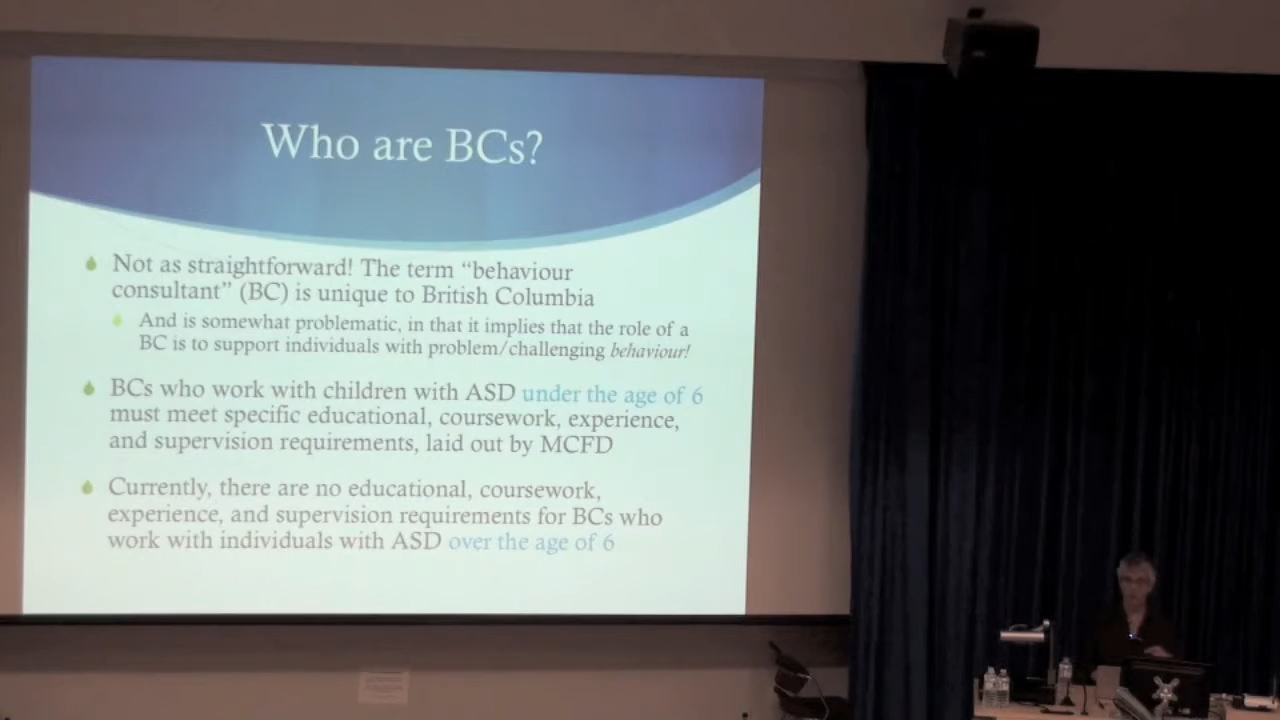 Who are BCs?
Not as straightforward! The term “behaviour
consultant” (BC) is unique to British Columbia
And is somewhat problematic, in that it implies that the role of a
BC is to support individuals with problem/challenging behaviour!
BCs who work with children with ASD under the age of 6
must meet specific educational, coursework, experience,
and supervision requirements, laid out by MCFD
Currently, there are no educational, coursework,
experience, and supervision requirements for BCs who
work with individuals with ASD over the age of 6